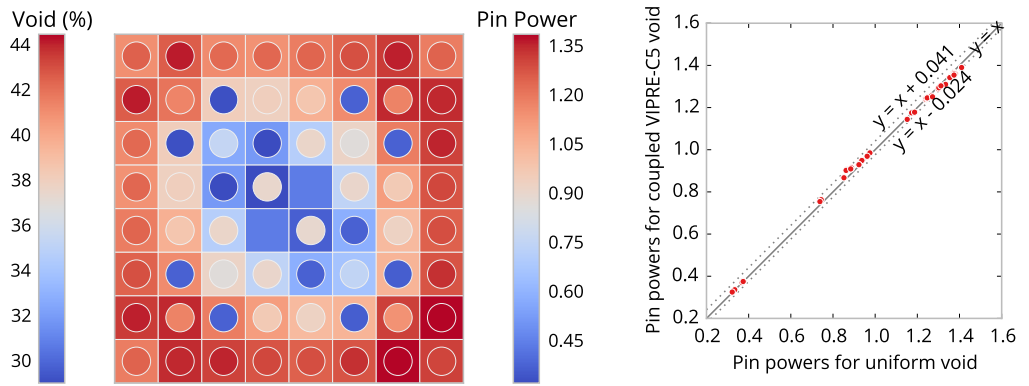 Void (%)
44
42
40
38
36
34
32
30
Pin Power
1.35
1.20
1.05
0.90
0.75
0.60
0.45
Pin powers for coupled VIPRE-C5 void
1.6
1.4
1.2
1.0
0.8
0.6
0.4
0.2
y = x + 0.041
y = x - 0.024
y = x
0.2 0.4 0.6 0.8 1.0 1.2 1.4 1.6
Pin powers for uniform void